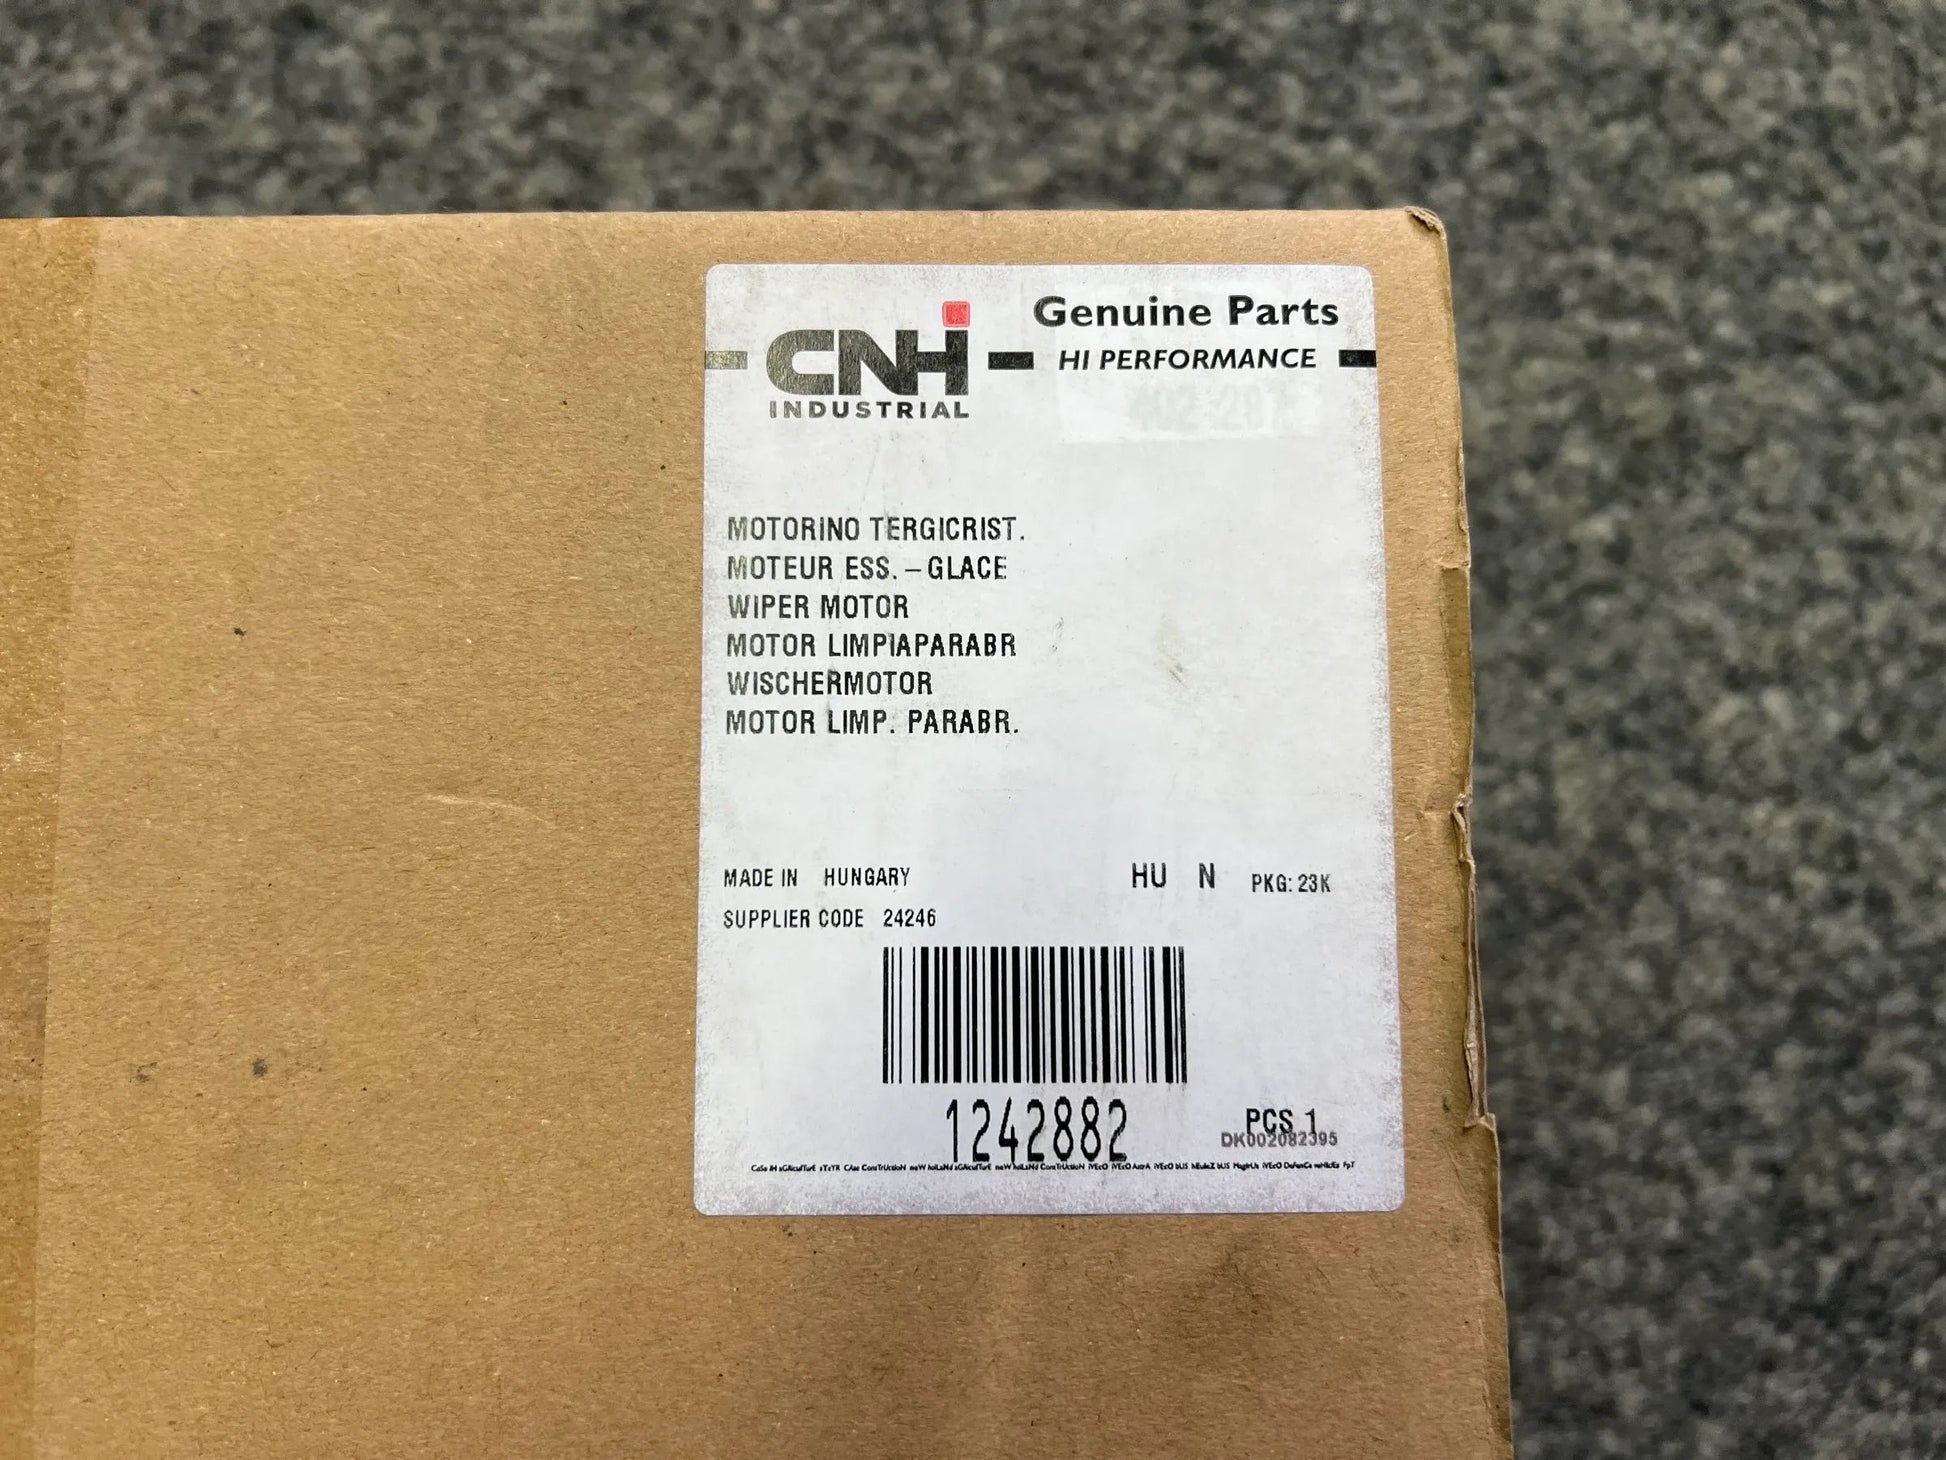 CNH
INDUSTRIAL
Genuine Parts
HI PERFORMANCE
MOTORINO TERGICRIST.
MOTEUR ESS. – GLACE
WIPER MOTOR
MOTOR LIMPIAPARABR
WISCHERMOTOR
MOTOR LIMP. PARABR.
MADE IN HUNGARY
HU N PKG: 23K
SUPPLIER CODE 24246
1242882
PCS 1
DK002082395